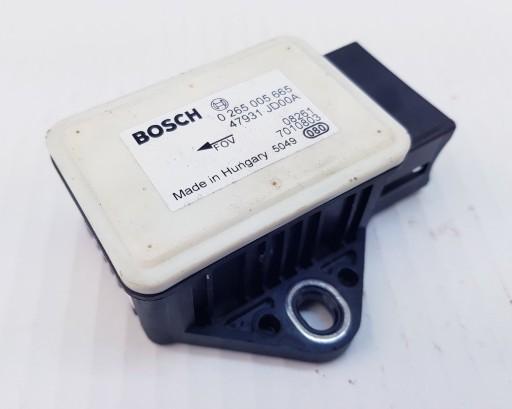 BOSCH
0 265 005 665
47931 JD00A
FOV
08261
7010803
Made in Hungary 5049 080